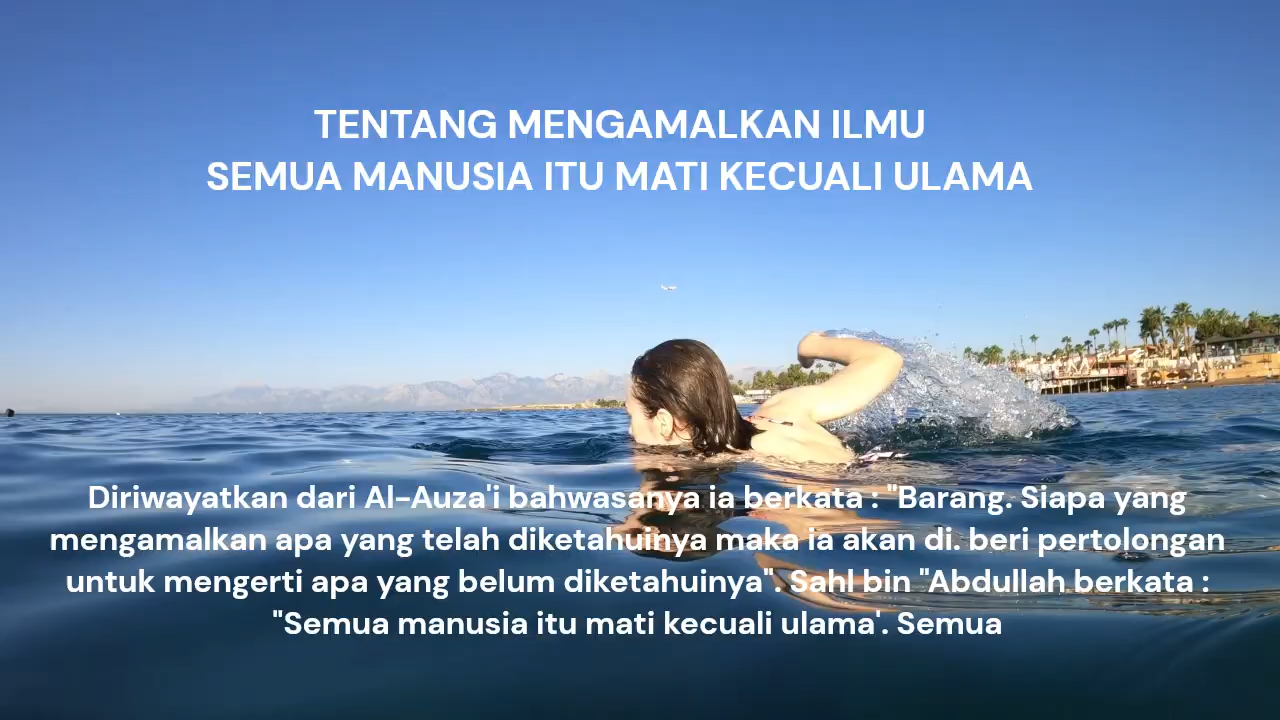 TENTANG MENGAMALKAN ILMU
SEMUA MANUSIA ITU MATI KECUALI ULAMA
Diriwayatkan dari Al-Auza'i bahwasanya ia berkata : "Barang. Siapa yang
mengamalkan apa yang telah diketahuinya maka ia akan di. beri pertolongan
untuk mengerti apa yang belum diketahuinya". Sahl bin "Abdullah berkata :
"Semua manusia itu mati kecuali ulama'. Semua